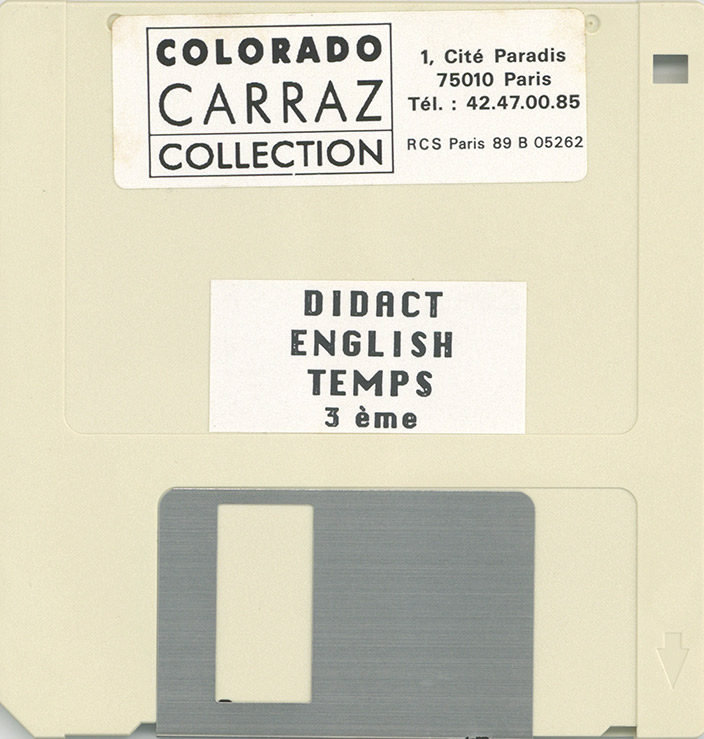 COLORADO
CARRAZ
COLLECTION
1, Cité Paradis
75010 Paris
Tél. : 42.47.00.85
RCS Paris 89 B 05262
DIDACT
ENGLISH
TEMPS
3 ème